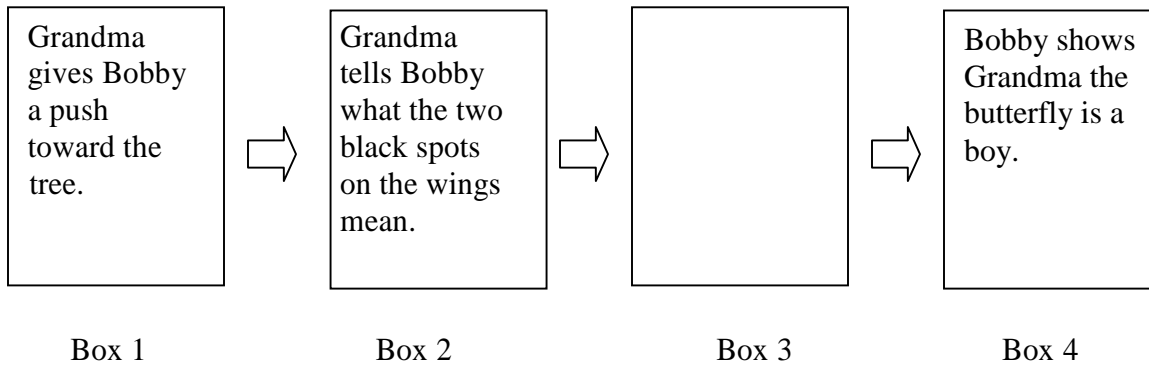 Grandma
gives Bobby
a push
toward the
tree.
Grandma
tells Bobby
what the two
black spots
on the wings
mean.
Bobby shows
Grandma the
butterfly is a
boy.
Box 1
Box 2
Box 3
Box 4